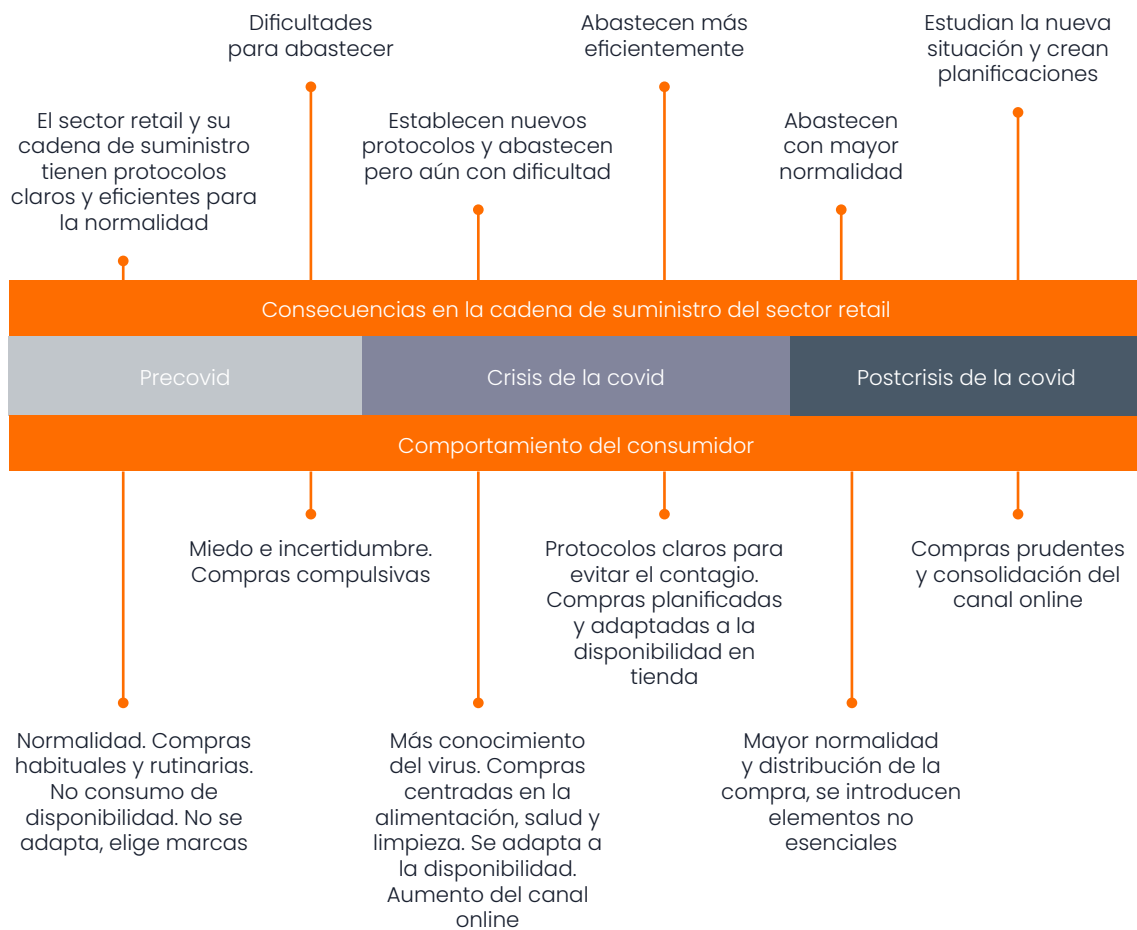 Dificultades
para abastecer
Abastecen más
eficientemente
Estudian la nueva
situación y crean
planificaciones
El sector retail y su
cadena de suministro
tienen protocolos
claros y eficientes para
la normalidad
Establecen nuevos
protocolos y abastecen
pero aún con dificultad
Abastecen
con mayor
normalidad
Consecuencias en la cadena de suministro del sector retail
Precovid
Crisis de la covid
Postcrisis de la covid
Comportamiento del consumidor
Miedo e incertidumbre.
Compras compulsivas
Protocolos claros para
evitar el contagio.
Compras planificadas
y adaptadas a la
disponibilidad en
tienda
Compras prudentes
y consolidación del
canal online
Normalidad. Compras
habituales y rutinarias.
No consumo de
disponibilidad. No se
adapta, elige marcas
Más conocimiento
del virus. Compras
centradas en la
alimentación, salud y
limpieza. Se adapta a
la disponibilidad.
Aumento del canal
online
Mayor normalidad
y distribución de la
compra, se introducen
elementos no
esenciales